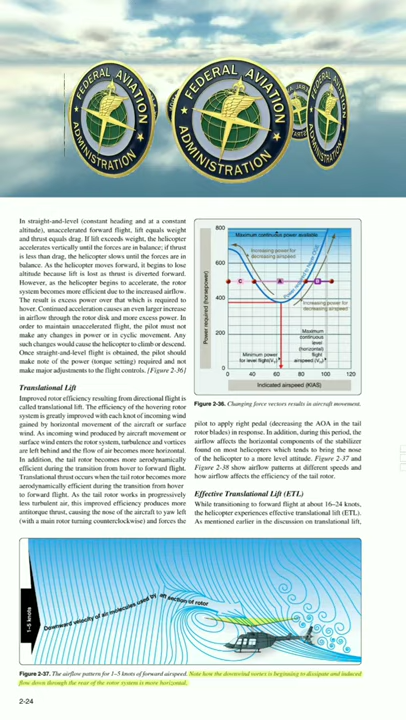 FEDERAL AVIATION
ADMINISTRATION
FEDERAL AVIATION
ADMINISTRATION
FEDERAL AVIATION
ADMINISTRATION
In straight-and-level (constant heading and at a constant
altitude), unaccelerated forward flight, lift equals weight
and thrust equals drag. If lift exceeds weight, the helicopter
accelerates vertically until the forces are in balance; if thrust
is less than drag, the helicopter slows until the forces are in
balance. As the helicopter moves forward, it begins to lose
altitude because lift is lost as thrust is diverted forward.
However, as the helicopter begins to accelerate, the rotor
system becomes more efficient due to the increased airflow.
The result is excess power over that which is required to
hover. Continued acceleration causes an even larger increase
in airflow through the rotor disk and more excess power. In
order to maintain unaccelerated flight, the pilot must not
make any changes in power or in cyclic movement. Any
such changes would cause the helicopter to climb or descend.
Once straight-and-level flight is obtained, the pilot should
make note of the power (torque setting) required and not
make major adjustments to the flight controls. [Figure 2-36]
Translational Lift
Improved rotor efficiency resulting from directional flight is
called translational lift. The efficiency of the hovering rotor
system is greatly improved with each knot of incoming wind
gained by horizontal movement of the aircraft or surface
wind. As incoming wind produced by aircraft movement or
surface wind enters the rotor system, turbulence and vortices
are left behind and the flow of air becomes more horizontal.
In addition, the tail rotor becomes more aerodynamically
efficient during the transition from hover to forward flight.
Translational thrust occurs when the tail rotor becomes more
aerodynamically efficient during the transition from hover
to forward flight. As the tail rotor works in progressively
less turbulent air, this improved efficiency produces more
antitorque thrust, causing the nose of the aircraft to yaw left
(with a main rotor turning counterclockwise) and forces the
800
600
400
200
0
Power required (horsepower)
Maximum continuous power available
Increasing power for
decreasing airspeed
Increasing power for
decreasing airspeed
C
A
B
Minimum power
for level flight(VY)
Maximum
continuous
level
(horizontal)
flight
airspeed(VH)
0 20 40 60 80 100 120
Indicated airspeed (KIAS)
Figure 2-36. Changing force vectors results in aircraft movement.
pilot to apply right pedal (decreasing the AOA in the tail
rotor blades) in response. In addition, during this period, the
airflow affects the horizontal components of the stabilizer
found on most helicopters which tends to bring the nose
of the helicopter to a more level attitude. Figure 2-37 and
Figure 2-38 show airflow patterns at different speeds and
how airflow affects the efficiency of the tail rotor.
Effective Translational Lift (ETL)
While transitioning to forward flight at about 16–24 knots,
the helicopter experiences effective translational lift (ETL).
As mentioned earlier in the discussion on translational lift,
1–5 knots
Downward velocity of air molecules used by aft section of rotor
Figure 2-37. The airflow pattern for 1–5 knots of forward airspeed. Note how the downwind vortex is beginning to dissipate and induced
flow down through the rear of the rotor system is more horizontal.
2-24